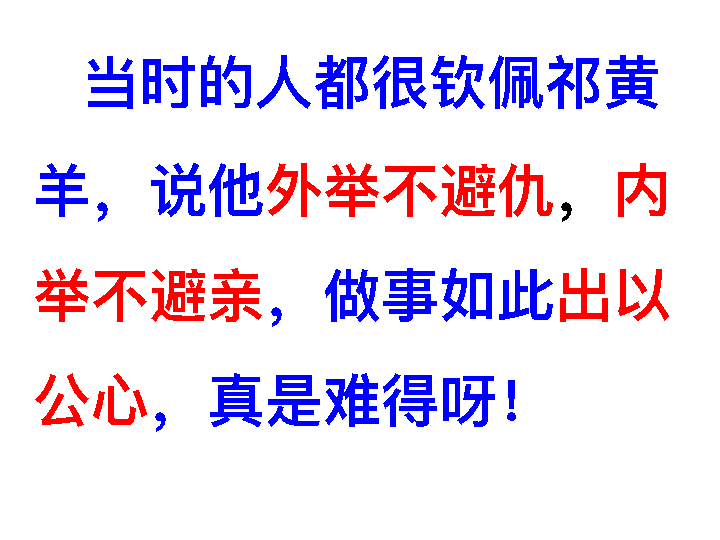 当时的人都很钦佩祁黄
羊，说他外举不避仇，内
举不避亲，做事如此出以
公心，真是难得呀！